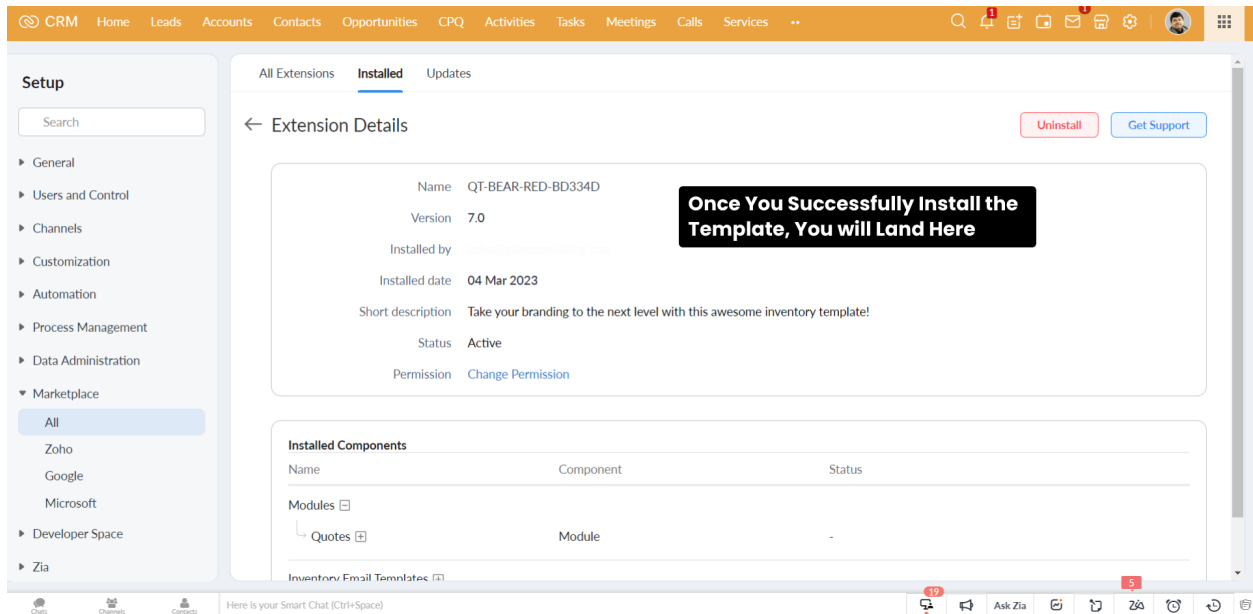 CRM Home Leads Accounts Contacts Opportunities CPQ Activities Tasks Meetings Calls Services ••
1
1
Setup
Search
General
Users and Control
Channels
Customization
Automation
Process Management
Data Administration
Marketplace
All
Zoho
Google
Microsoft
Developer Space
Zia
All Extensions Installed Updates
Extension Details
Uninstall Get Support
Name QT-BEAR-RED-BD334D
Version 7.0
Installed by
Installed date 04 Mar 2023
Short description Take your branding to the next level with this awesome inventory template!
Status Active
Permission Change Permission
Once You Successfully Install the
Template, You will Land Here
Installed Components
Name Component Status
Modules
Quotes Module -
Inventory Email Templates
Chats Channels Contacts Here is your Smart Chat (Ctrl+Space)
19
Ask Zia
5